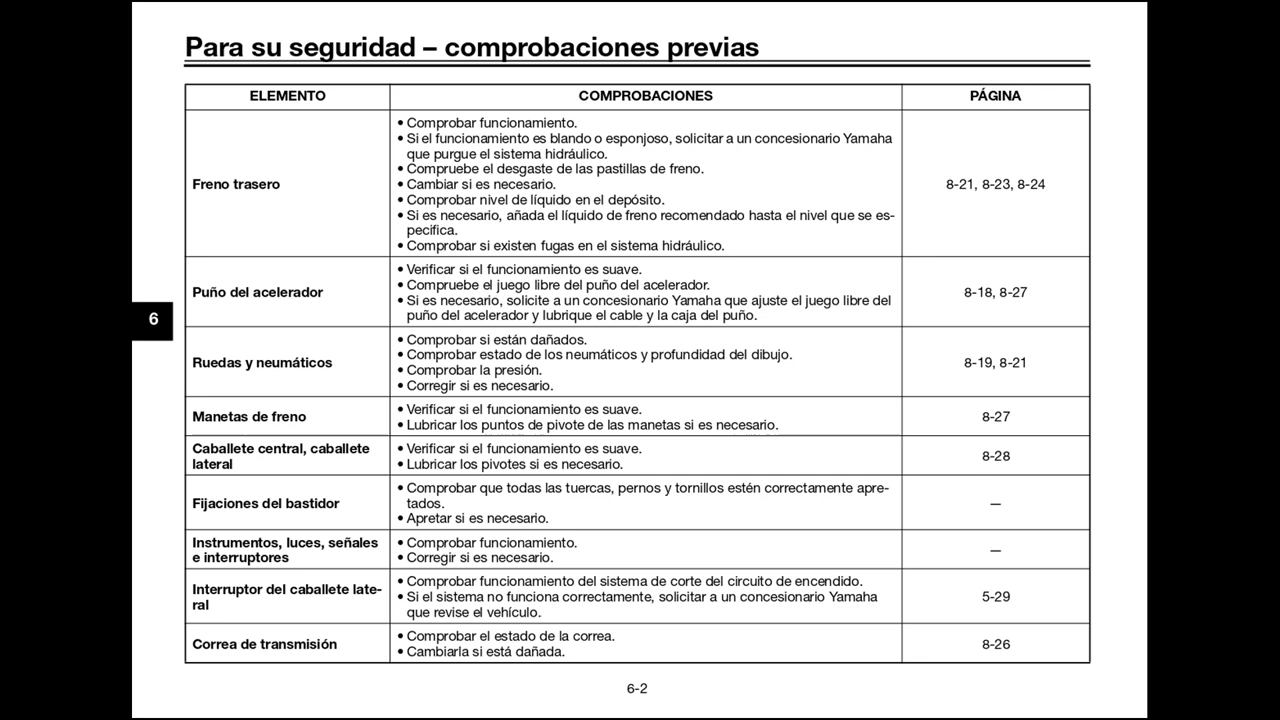 Para su seguridad – comprobaciones previas
ELEMENTO
COMPROBACIONES
PÁGINA
Freno trasero
• Comprobar funcionamiento.
• Si el funcionamiento es blando o esponjoso, solicitar a un concesionario Yamaha
que purgue el sistema hidráulico.
• Compruebe el desgaste de las pastillas de freno.
• Cambiar si es necesario.
• Comprobar nivel de líquido en el depósito.
• Si es necesario, añada el líquido de freno recomendado hasta el nivel que se es-
pecifica.
• Comprobar si existen fugas en el sistema hidráulico.
8-21, 8-23, 8-24
Puño del acelerador
• Verificar si el funcionamiento es suave.
• Compruebe el juego libre del puño del acelerador.
• Si es necesario, solicite a un concesionario Yamaha que ajuste el juego libre del
puño del acelerador y lubrique el cable y la caja del puño.
8-18, 8-27
6
Ruedas y neumáticos
• Comprobar si están dañados.
• Comprobar estado de los neumáticos y profundidad del dibujo.
• Comprobar la presión.
• Corregir si es necesario.
8-19, 8-21
Manetas de freno
• Verificar si el funcionamiento es suave.
• Lubricar los puntos de pivote de las manetas si es necesario.
8-27
Caballete central, caballete
lateral
• Verificar si el funcionamiento es suave.
• Lubricar los pivotes si es necesario.
8-28
Fijaciones del bastidor
• Comprobar que todas las tuercas, pernos y tornillos estén correctamente apre-
tados.
• Apretar si es necesario.
—
Instrumentos, luces, señales
e interruptores
• Comprobar funcionamiento.
• Corregir si es necesario.
—
Interruptor del caballete late-
ral
• Comprobar funcionamiento del sistema de corte del circuito de encendido.
• Si el sistema no funciona correctamente, solicitar a un concesionario Yamaha
que revise el vehículo.
5-29
Correa de transmisión
• Comprobar el estado de la correa.
• Cambiarla si está dañada.
8-26
6-2